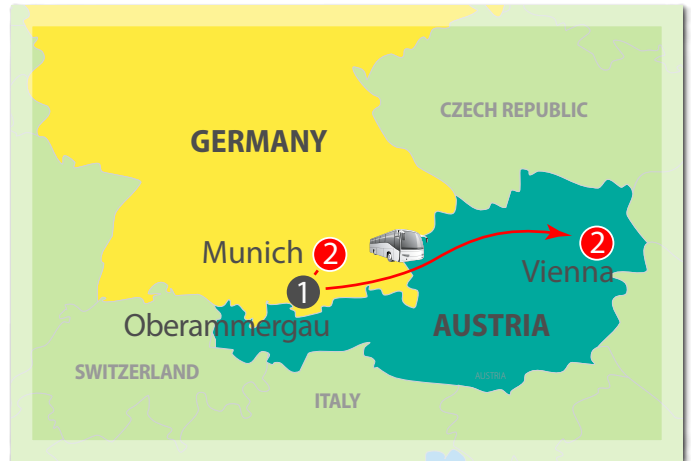 CZECH REPUBLIC
GERMANY
Munich 2
2
Vienna
1
Oberammergau
AUSTRIA
SWITZERLAND
AUSTRIA
ITALY